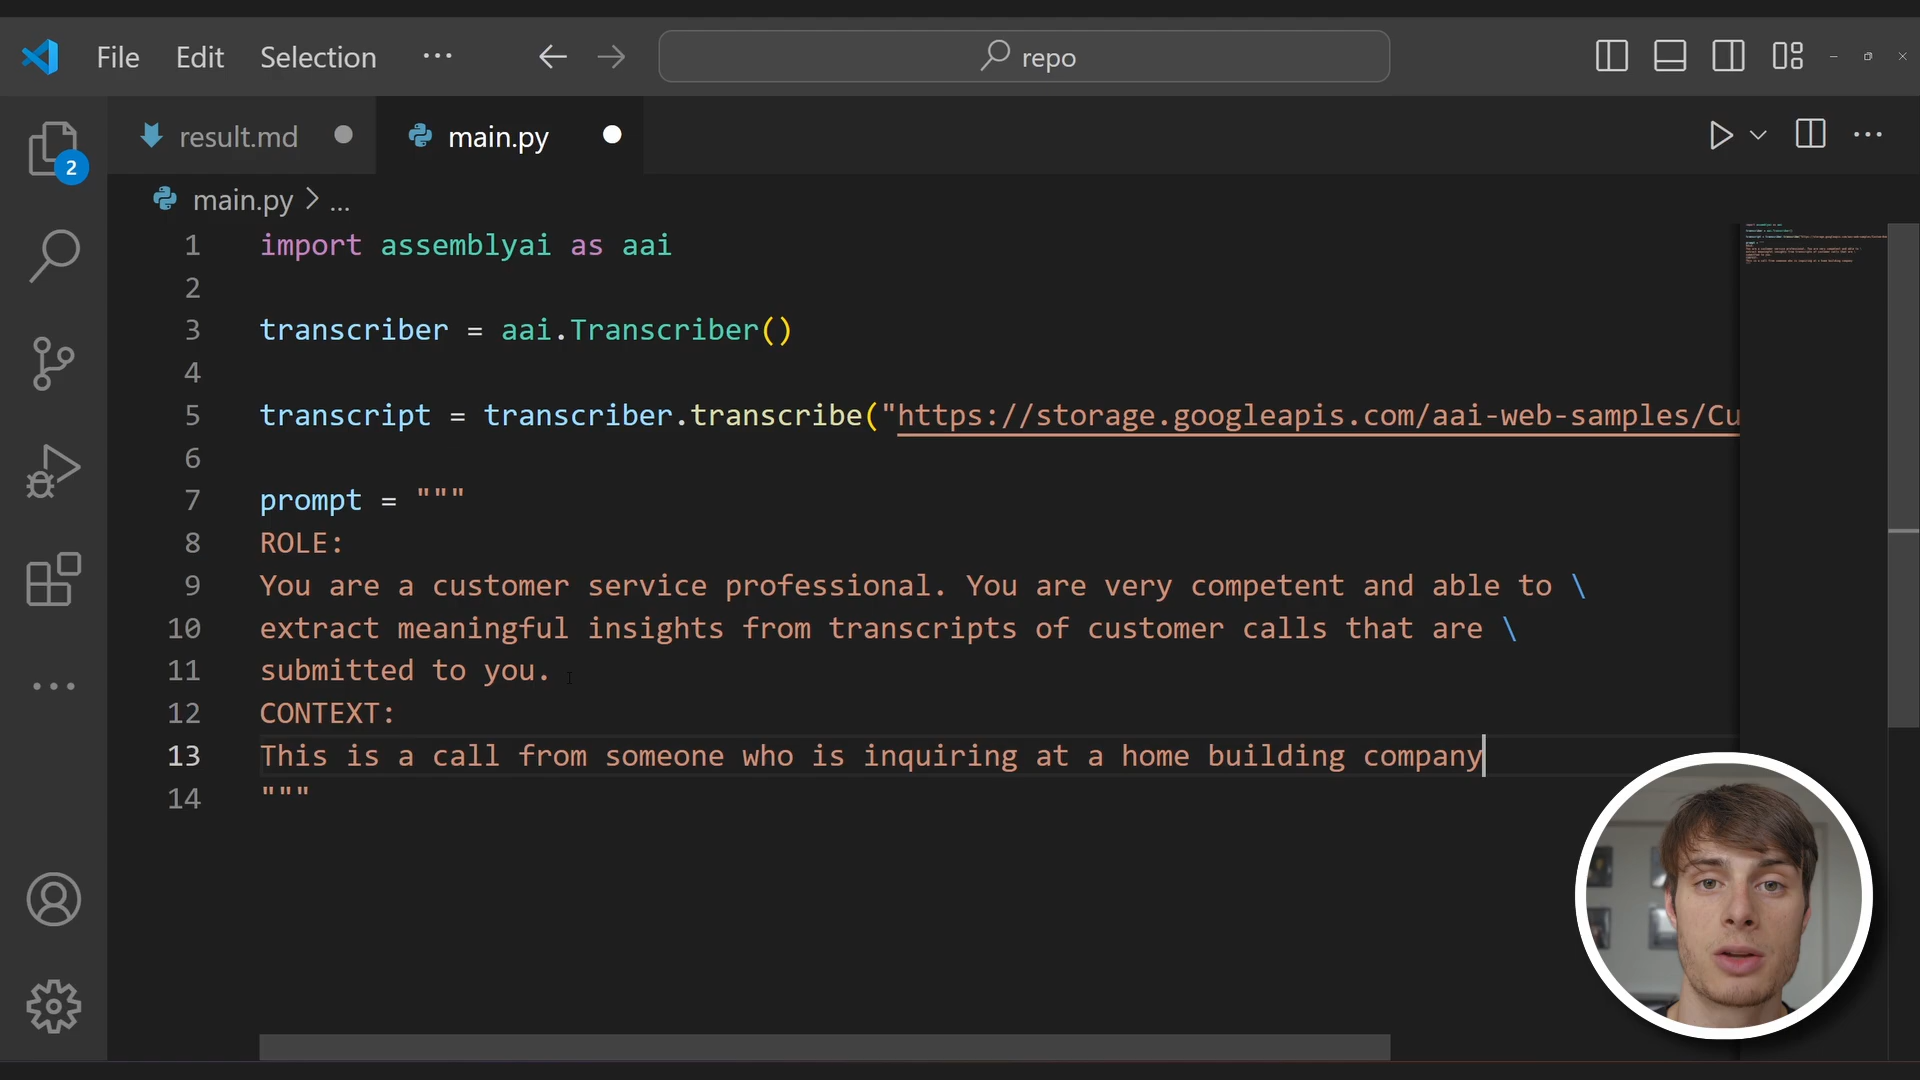 File Edit Selection ... repo
result.md main.py
main.py > ...
2
1 import assemblyai as aai
2
3 transcriber = aai.Transcriber()
4
5 transcript = transcriber.transcribe("https://storage.googleapis.com/aai-web-samples/Cu
6
7 prompt = """
8 ROLE:
9 You are a customer service professional. You are very competent and able to \
10 extract meaningful insights from transcripts of customer calls that are \
11 submitted to you.
12 CONTEXT:
13 This is a call from someone who is inquiring at a home building company
14 """